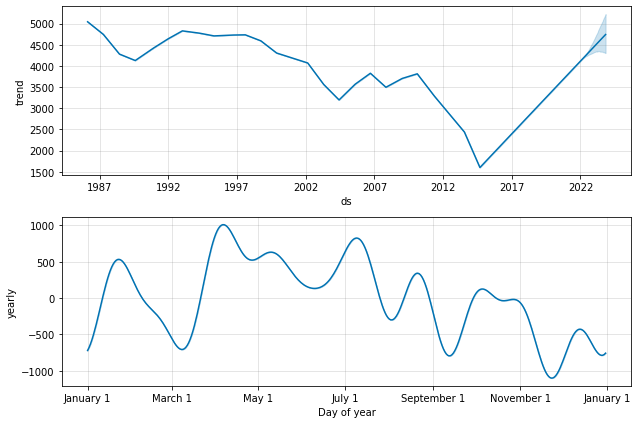 5000
4500
4000
3500
3000
2500
2000
1500
trend
1987 1992 1997 2002 2007 2012 2017 2022
ds
1000
500
0
−500
−1000
yearly
January 1 March 1 May 1 July 1 September 1 November 1 January 1
Day of year